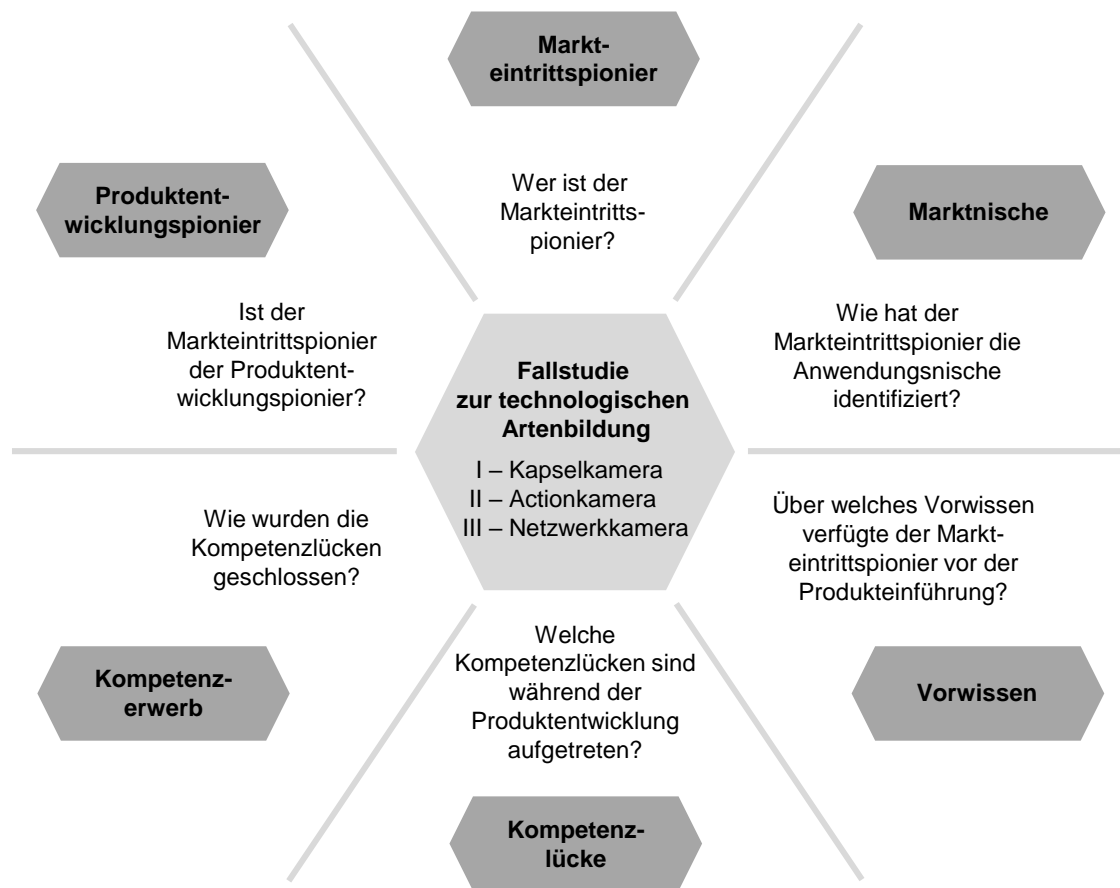 Markt-
eintrittspionier
Wer ist der
Markteintritts-
pionier?
Marktnische
Wie hat der
Markteintrittspionier die
Anwendungsnische
identifiziert?
Vorwissen
Über welches Vorwissen
verfügte der Markt-
eintrittspionier vor der
Produkteinführung?
Kompetenz-
lücke
Welche
Kompetenzlücken sind
während der
Produktentwicklung
aufgetreten?
Kompetenz-
erwerb
Wie wurden die
Kompetenzlücken
geschlossen?
Produktent-
wicklungspionier
Ist der
Markteintrittspionier
der Produktent-
wicklungspionier?
Fallstudie
zur technologischen
Artenbildung
I – Kapselkamera
II – Actionkamera
III – Netzwerkkamera